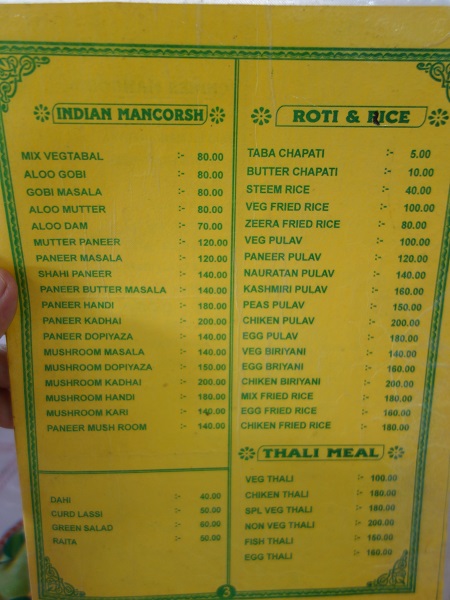 INDIAN MANCORSH
MIX VEGTABAL :- 80.00
ALOO GOBI :- 80.00
GOBI MASALA :- 80.00
ALOO MUTTER :- 80.00
ALOO DAM :- 70.00
MUTTER PANEER :- 120.00
PANEER MASALA :- 120.00
SHAHI PANEER :- 140.00
PANEER BUTTER MASALA :- 140.00
PANEER HANDI :- 180.00
PANEER KADHAI :- 200.00
PANEER DOPIYAZA :- 140.00
MUSHROOM MASALA :- 140.00
MUSHROOM DOPIYAZA :- 150.00
MUSHROOM KADHAI :- 200.00
MUSHROOM HANDI :- 180.00
MUSHROOM KARI :- 140.00
PANEER MUSH ROOM :- 140.00
DAHI :- 40.00
CURD LASSI :- 50.00
GREEN SALAD :- 60.00
RAITA :- 50.00
ROTI & RICE
TABA CHAPATI :- 5.00
BUTTER CHAPATI :- 10.00
STEEM RICE :- 40.00
VEG FRIED RICE :- 100.00
ZEERA FRIED RICE :- 80.00
VEG PULAV :- 100.00
PANEER PULAV :- 120.00
NAURATAN PULAV :- 140.00
KASHMIRI PULAV :- 160.00
PEAS PULAV :- 150.00
CHIKEN PULAV :- 200.00
EGG PULAV :- 180.00
VEG BIRIYANI :- 140.00
EGG BRIYANI :- 160.00
CHIKEN BIRIYANI :- 200.00
MIX FRIED RICE :- 180.00
EGG FRIED RICE :- 160.00
CHIKEN FRIED RICE :- 180.00
THALI MEAL
VEG THALI :- 100.00
CHIKEN THALI :- 180.00
SPL VEG THALI :- 180.00
NON VEG THALI :- 200.00
FISH THALI :- 160.00
EGG THALI :- 160.00
3